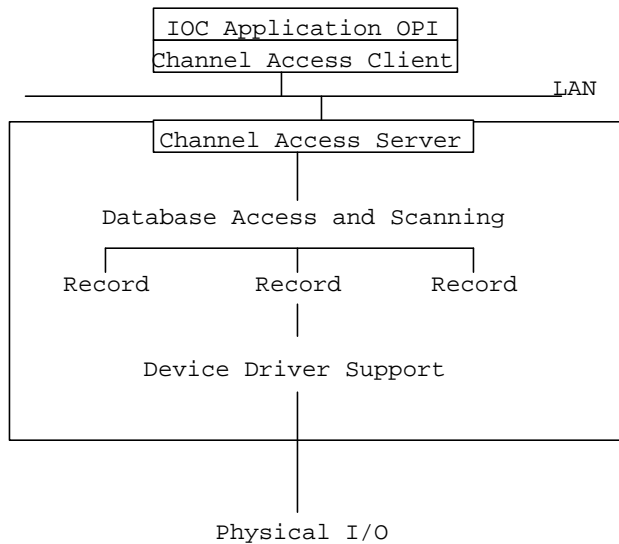 IOC Application OPI
Channel Access Client
LAN
Channel Access Server
Database Access and Scanning
Record Record Record
Device Driver Support
Physical I/O